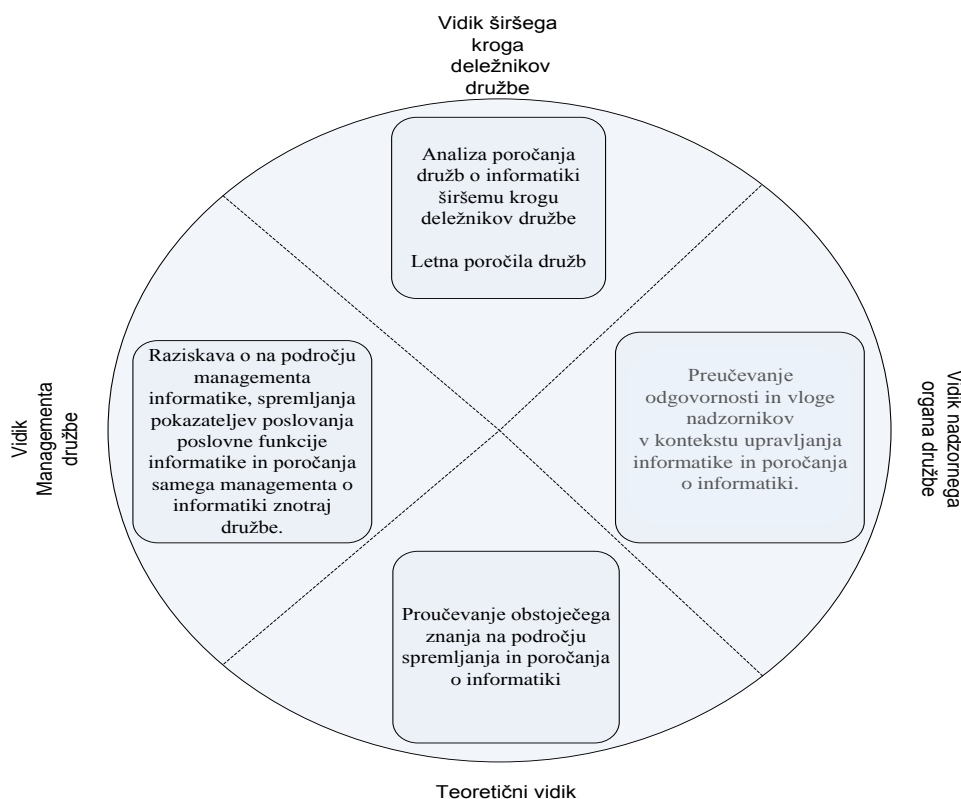 Vidik širšega
kroga
deležnikov
družbe
Analiza poročanja
družb o informatiki
širšemu krogu
deležnikov družbe
Letna poročila družb
Vidik
Managementa
družbe
Raziskava o na področju
managementa
informatike, spremljanja
pokazateljev poslovanja
poslovne funkcije
informatike in poročanja
samega managementa o
informatiki znotraj
družbe.
Preučevanje
odgovornosti in vloge
nadzornikov
v kontekstu upravljanja
informatike in poročanja
o informatiki.
Vidik nadzornega
organa družbe
Proučevanje obstoječega
znanja na področju
spremljanja in poročanja
o informatiki
Teoretični vidik